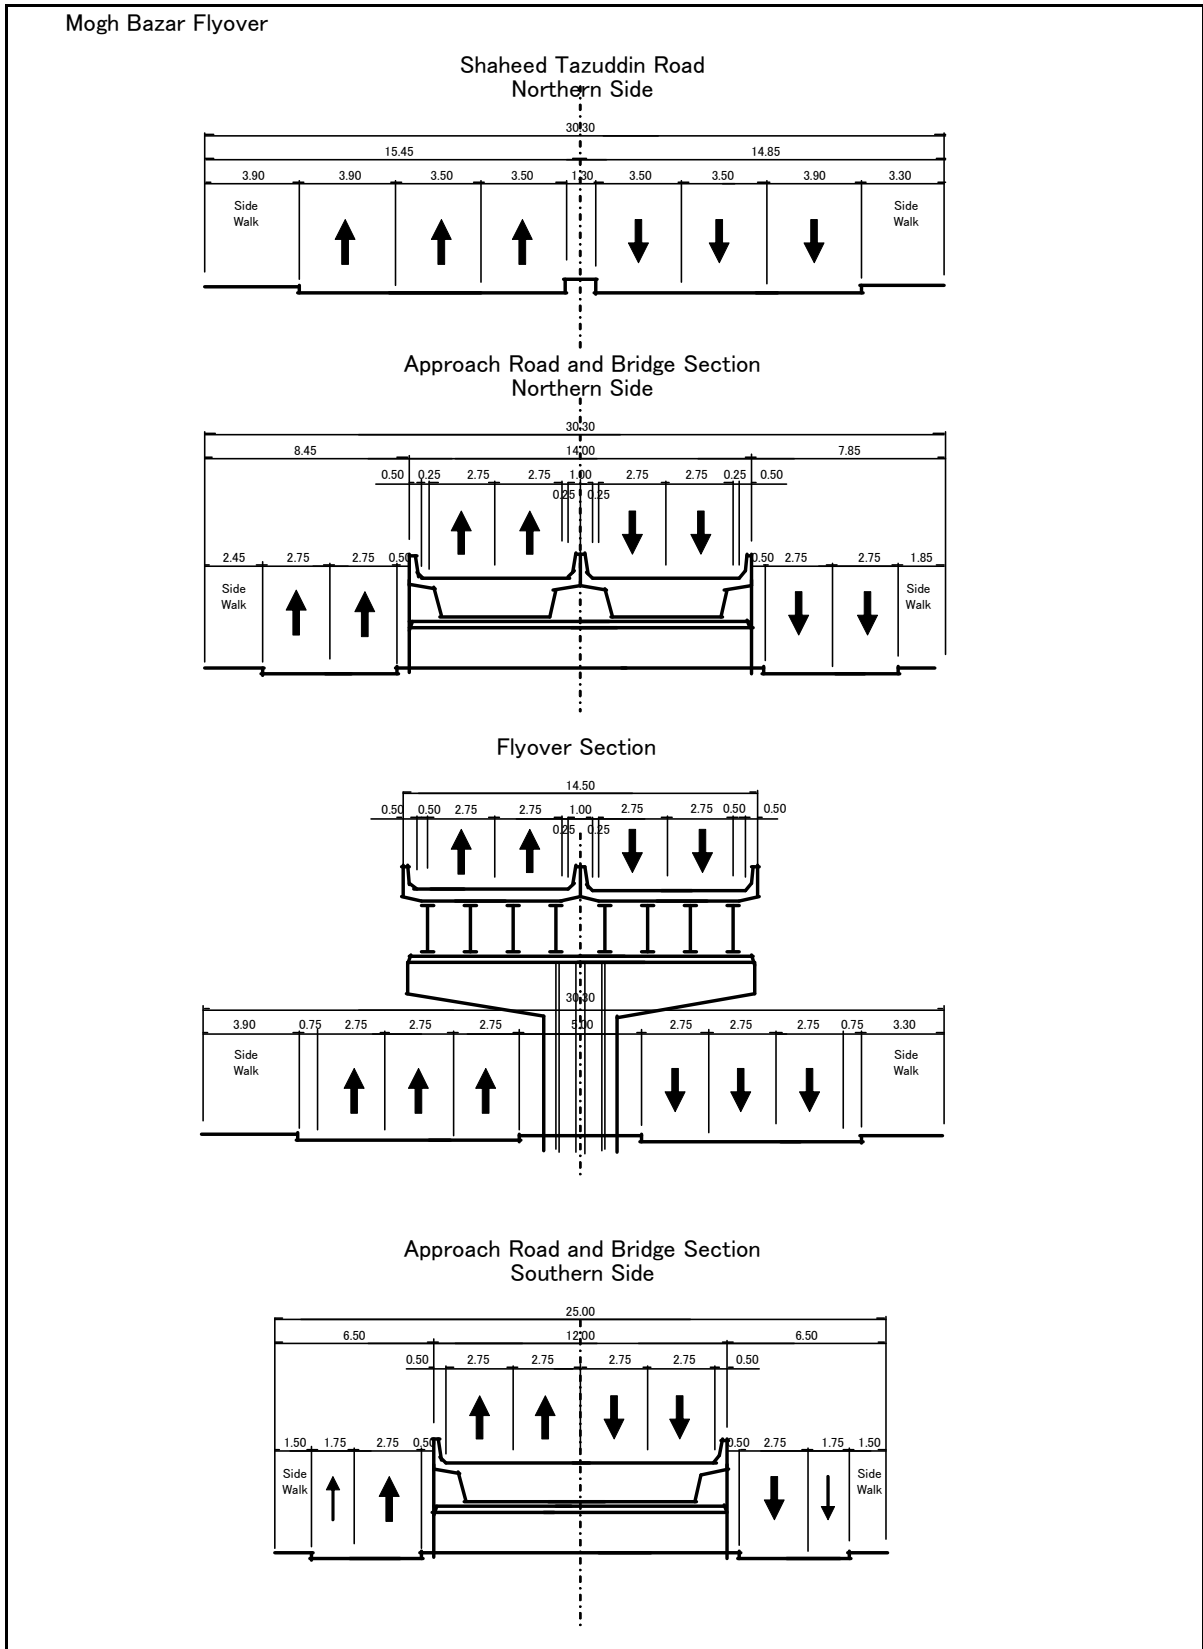 Mogh Bazar Flyover
Shaheed Tazuddin Road
Northern Side
30.30
15.45 14.85
3.90 3.90 3.50 3.50 1.30 3.50 3.50 3.90 3.30
Side Side
Walk Walk
Approach Road and Bridge Section
Northern Side
30.30
8.45 14.00 7.85
0.50 0.25 2.75 2.75 1.00 2.75 2.75 0.25 0.50
0.25 0.25
2.45 2.75 2.75 0.50 0.50 2.75 2.75 1.85
Side Side
Walk Walk
Flyover Section
14.50
0.50 0.50 2.75 2.75 1.00 2.75 2.75 0.50 0.50
0.25 0.25
30.30
3.90 0.75 2.75 2.75 2.75 5.00 2.75 2.75 2.75 0.75 3.30
Side Side
Walk Walk
Approach Road and Bridge Section
Southern Side
25.00
6.50 12.00 6.50
0.50 2.75 2.75 2.75 2.75 0.50
1.50 1.75 2.75 0.50 0.50 2.75 1.75 1.50
Side Side
Walk Walk